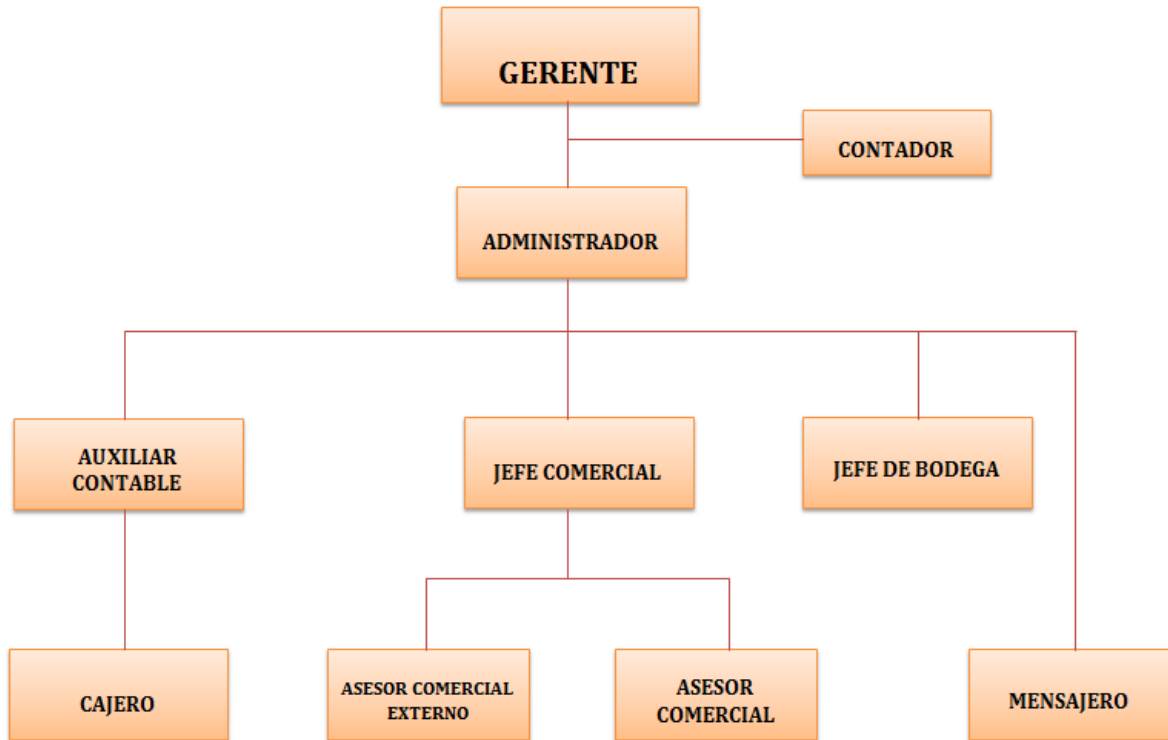 GERENTE
CONTADOR
ADMINISTRADOR
AUXILIAR
CONTABLE
JEFE COMERCIAL
JEFE DE BODEGA
CAJERO
ASESOR COMERCIAL
EXTERNO
ASESOR
COMERCIAL
MENSAJERO